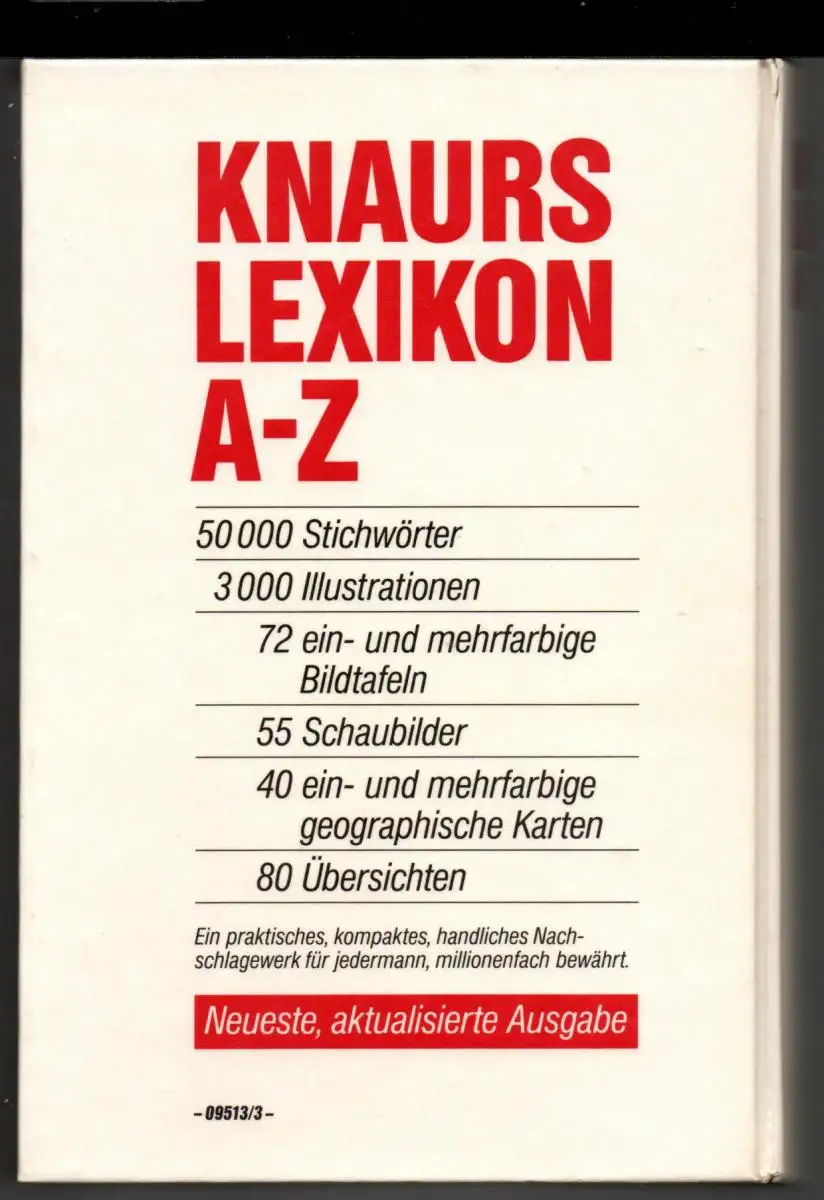 KNAURS
LEXIKON
A-Z
50 000 Stichwörter
3 000 Illustrationen
72 ein- und mehrfarbige
Bildtafeln
55 Schaubilder
40 ein- und mehrfarbige
geographische Karten
80 Übersichten
Ein praktisches, kompaktes, handliches Nach-
schlagewerk für jedermann, millionenfach bewährt.
Neueste, aktualisierte Ausgabe
– 09513/3 –